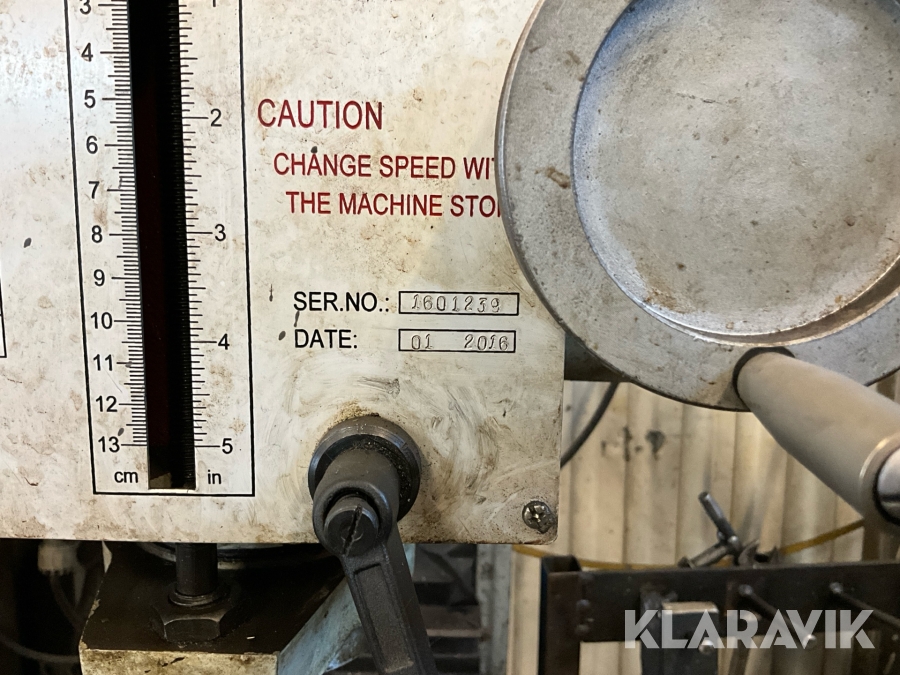 3
4
5
6
7
8
9
10
11
12
13
cm
1
2
3
4
5
in
CAUTION
CHANGE SPEED WIT
THE MACHINE STOP
SER.NO.: 1601239
DATE: 01 2016
KLARAVIK